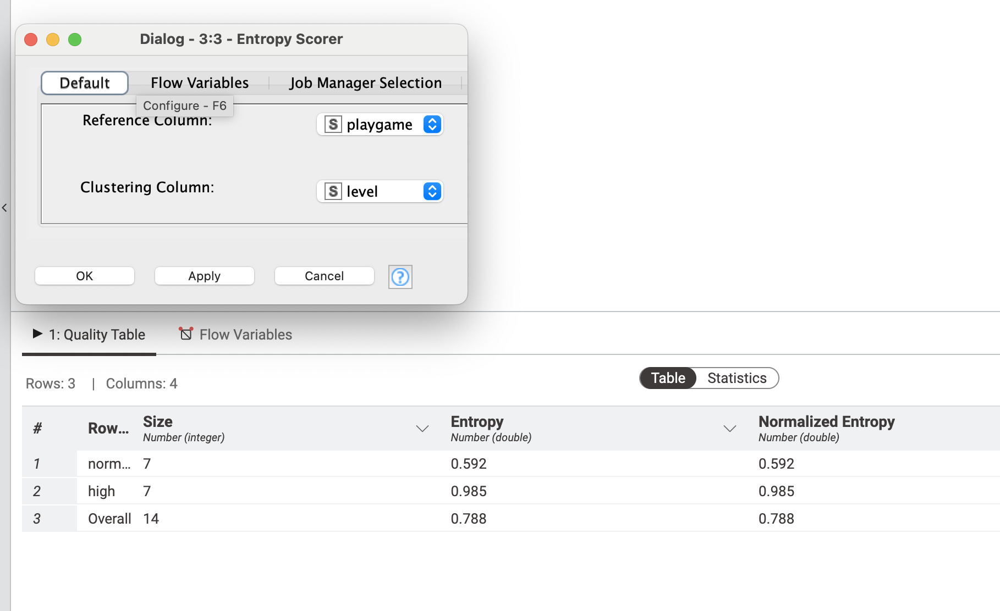 Dialog - 3:3 - Entropy Scorer
Default Flow Variables Job Manager Selection
Configure - F6
Reference Column: S playgame
Clustering Column: S level
OK Apply Cancel ?
1: Quality Table Flow Variables
Rows: 3 | Columns: 4 Table Statistics
# Row... Size Entropy Normalized Entropy
Number (integer) Number (double) Number (double)
1 norm... 7 0.592 0.592
2 high 7 0.985 0.985
3 Overall 14 0.788 0.788